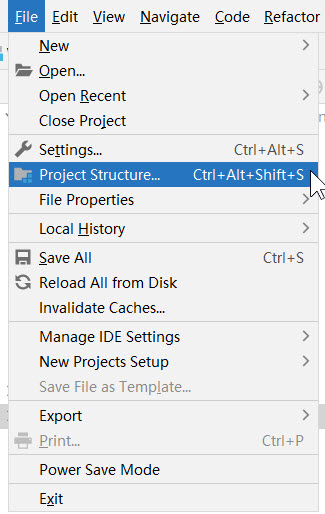 File Edit View Navigate Code Refactor
New
Open...
Open Recent
Close Project
Settings... Ctrl+Alt+S
Project Structure... Ctrl+Alt+Shift+S
File Properties
Local History
Save All Ctrl+S
Reload All from Disk
Invalidate Caches...
Manage IDE Settings
New Projects Setup
Save File as Template...
Export
Print... Ctrl+P
Power Save Mode
Exit